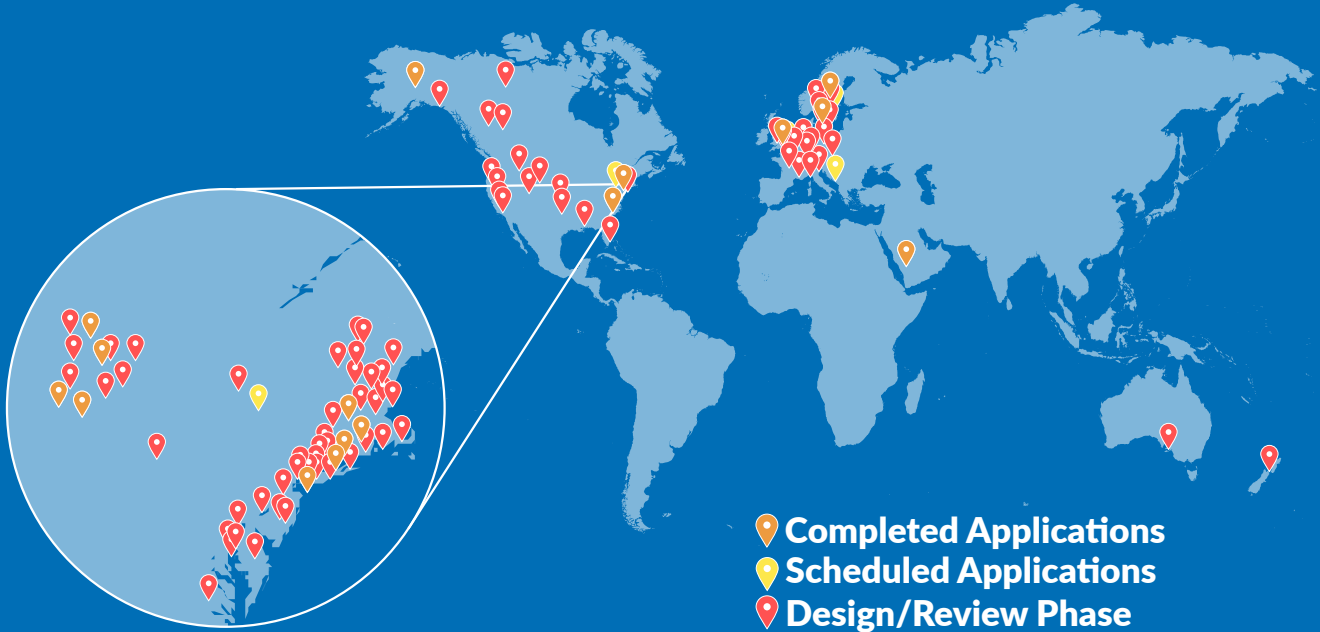 Completed Applications
Scheduled Applications
Design/Review Phase